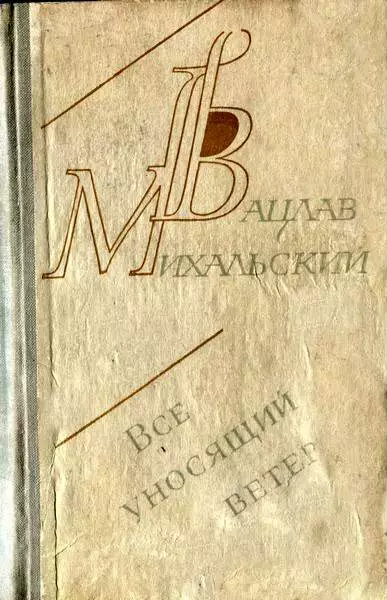 Вацлав
Михальский
Все
уносящий
ветер